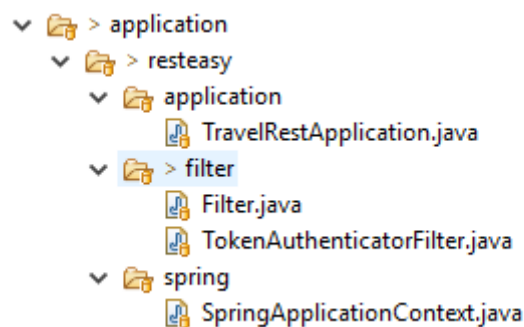 > application
> resteasy
application
TravelRestApplication.java
> filter
Filter.java
TokenAuthenticatorFilter.java
spring
SpringApplicationContext.java